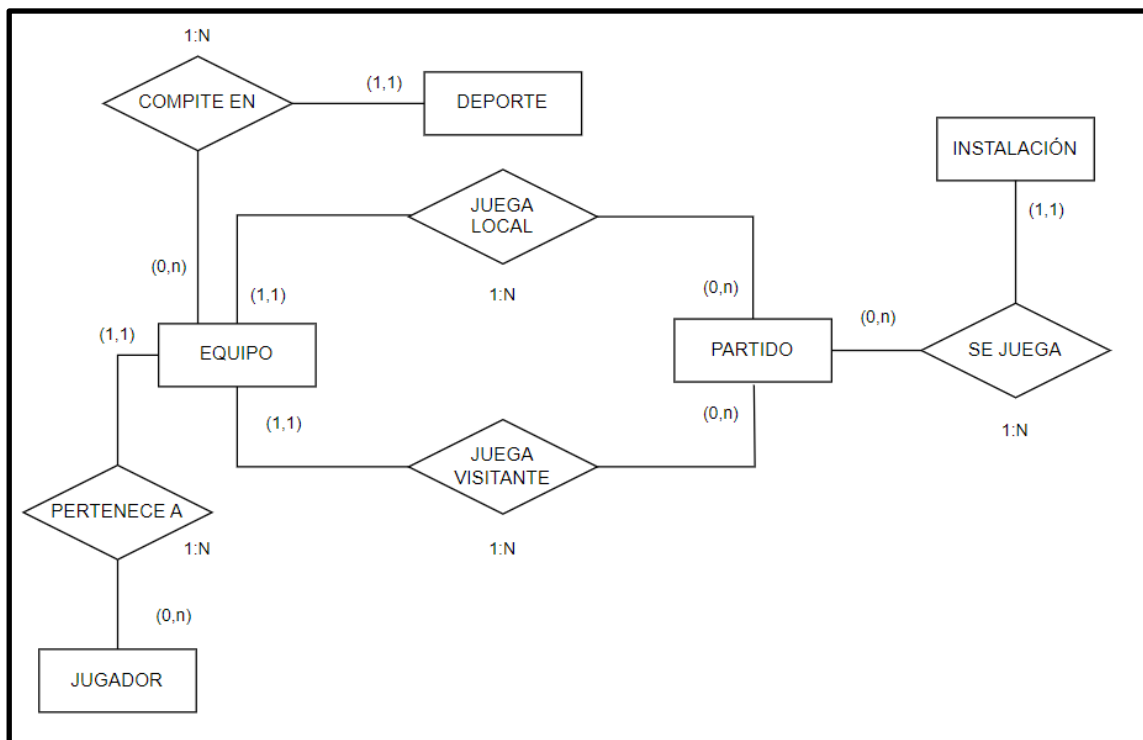 1:N
COMPITE EN
(1,1)
DEPORTE
INSTALACIÓN
JUEGA
LOCAL
(1,1)
(0,n)
1:N
(1,1)
(0,n)
(1,1)
EQUIPO
PARTIDO
(0,n)
SE JUEGA
(1,1)
(0,n)
1:N
JUEGA
VISITANTE
PERTENECE A
1:N
1:N
(0,n)
JUGADOR